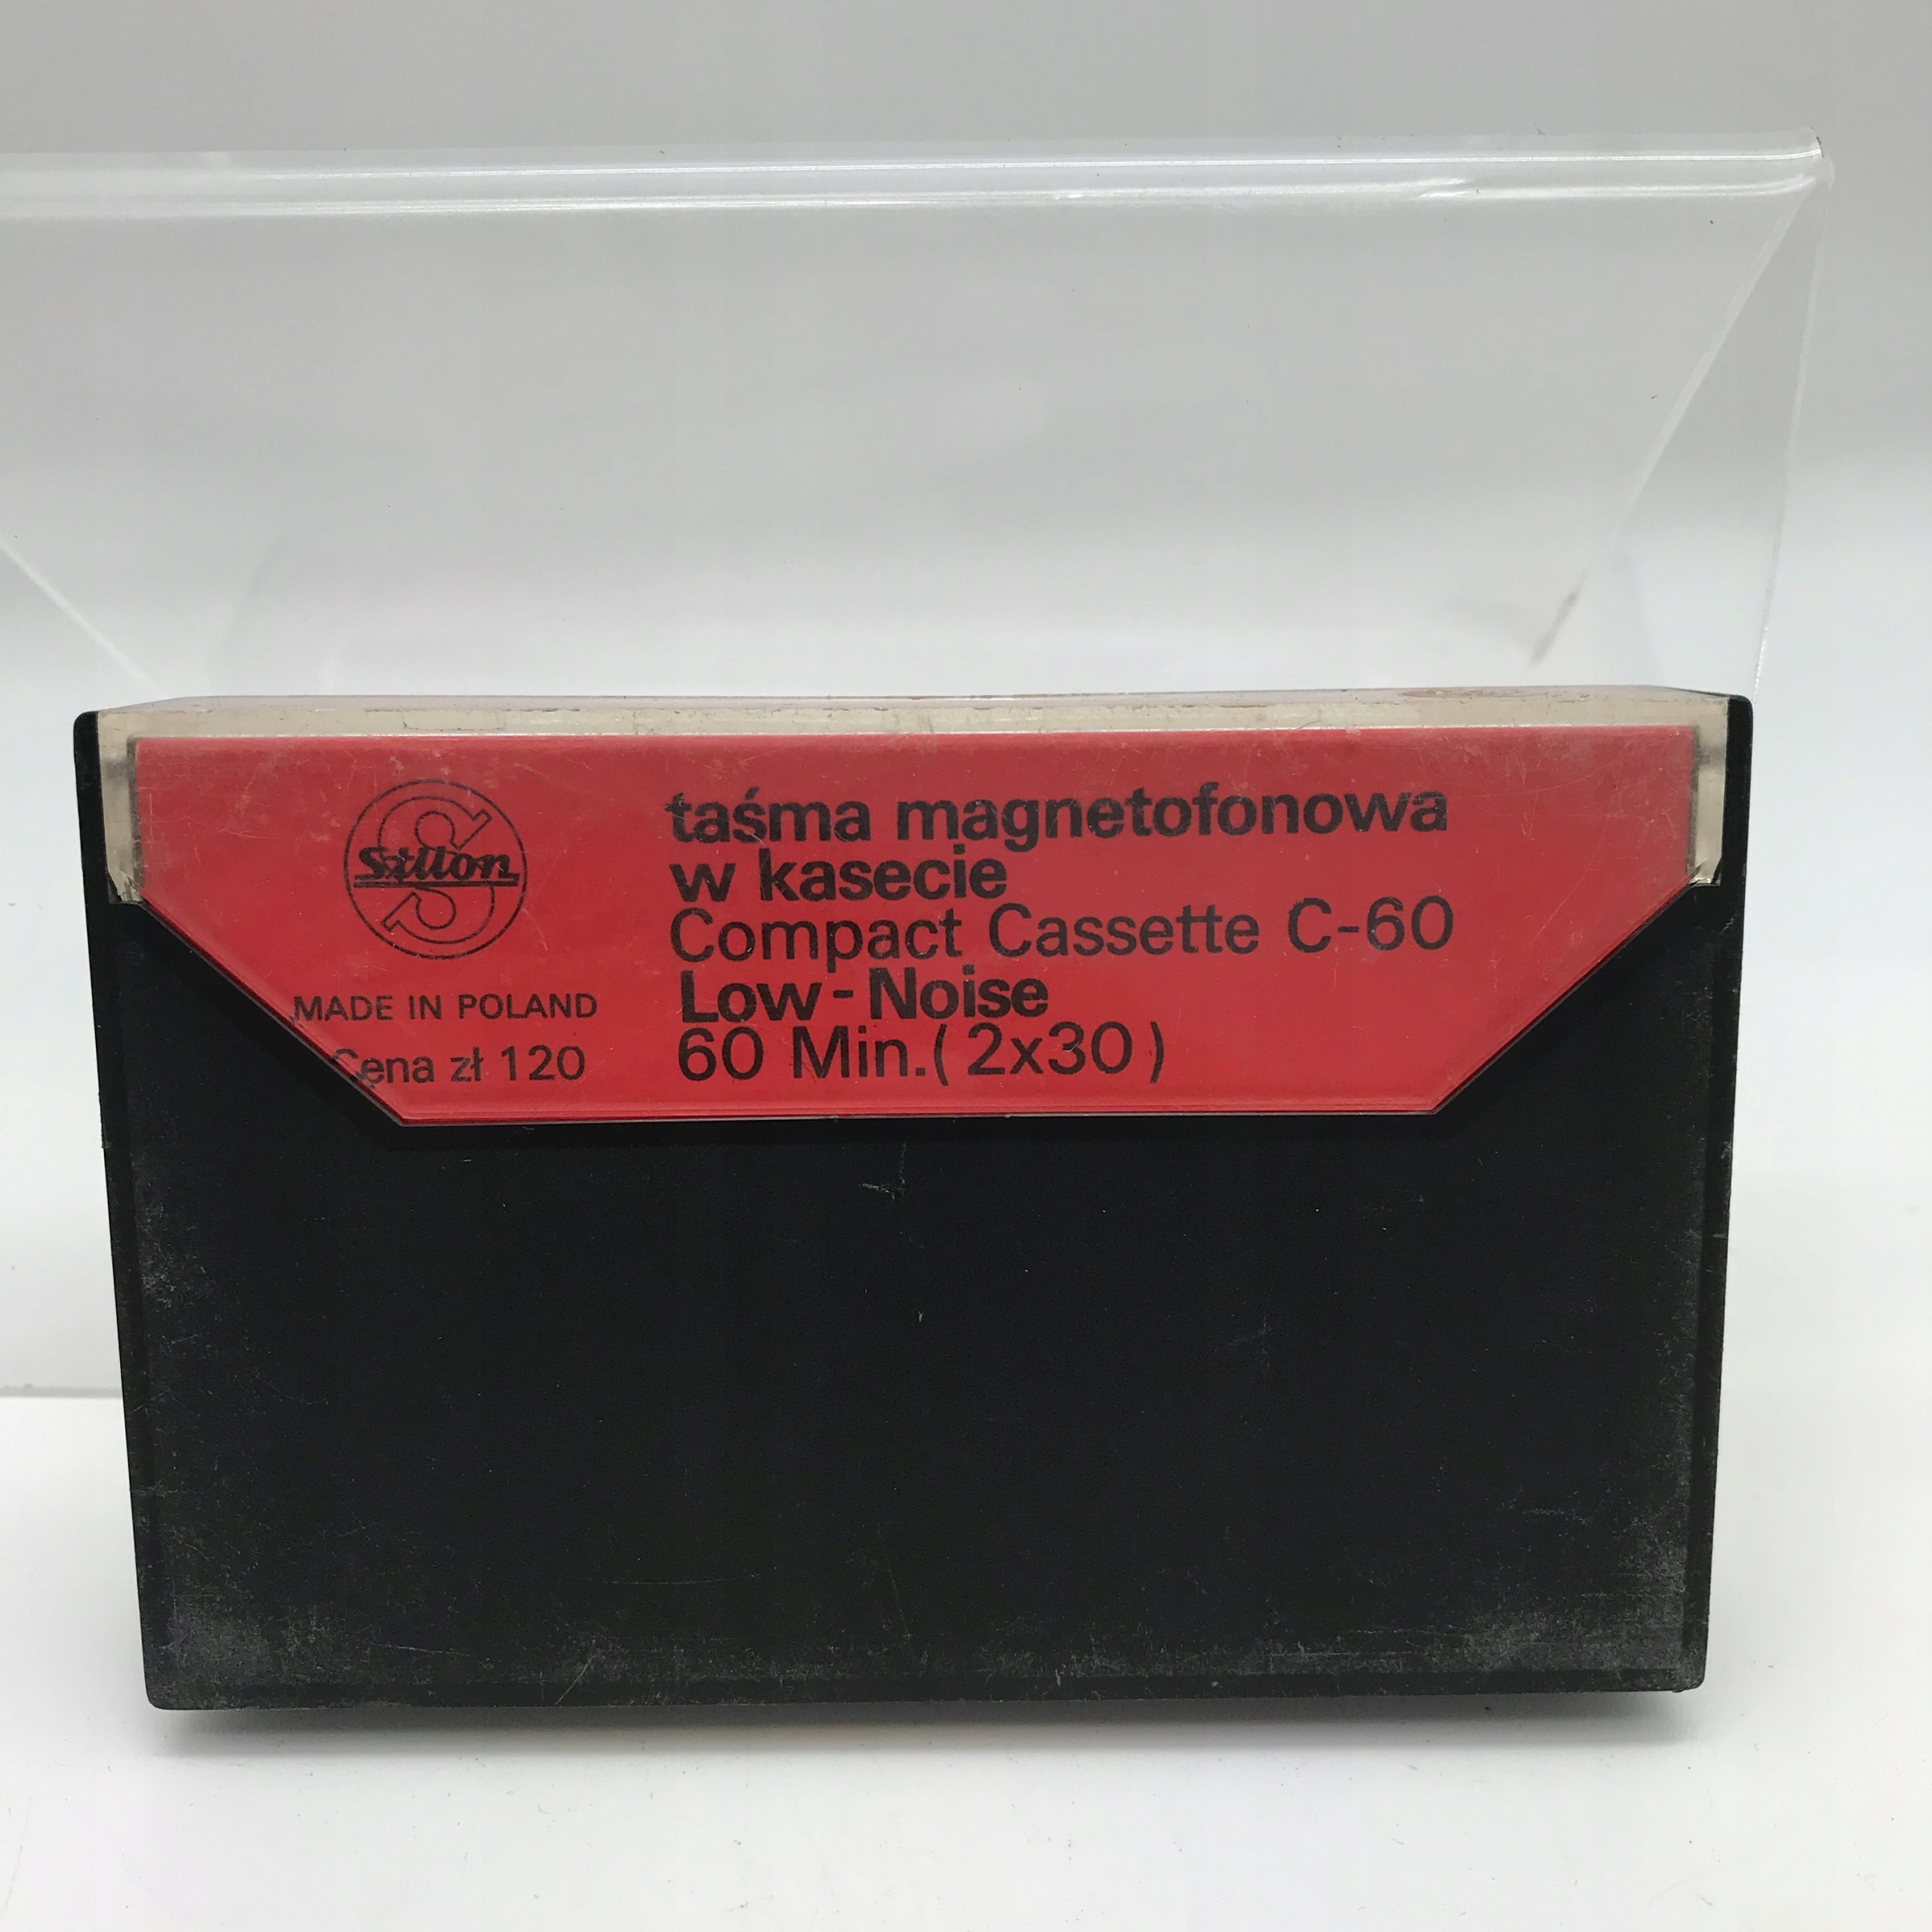 Stilon
MADE IN POLAND
Cena zł 120
taśma magnetofonowa
w kasecie
Compact Cassette C-60
Low-Noise
60 Min. (2x30)